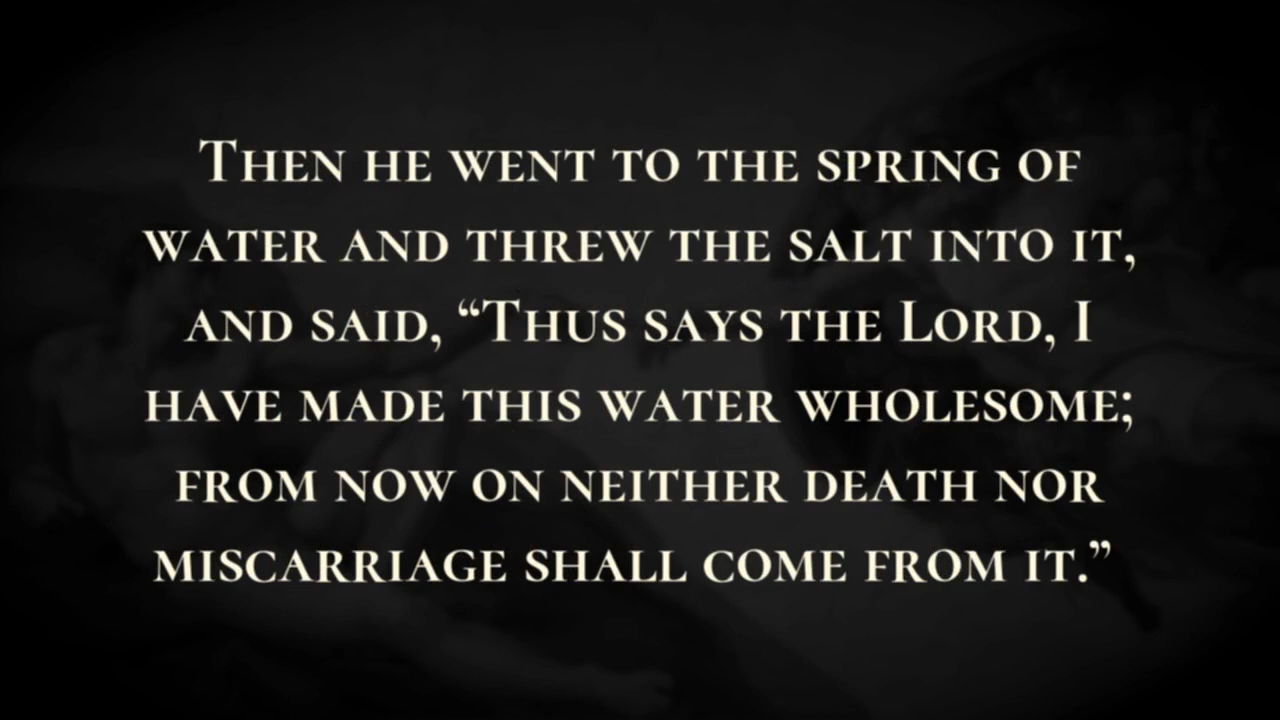 Then he went to the spring of
water and threw the salt into it,
and said, “Thus says the Lord, I
have made this water wholesome;
from now on neither death nor
miscarriage shall come from it.”